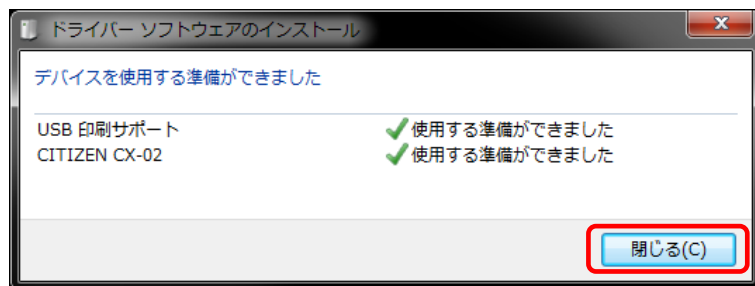 ドライバー ソフトウェアのインストール
デバイスを使用する準備ができました
USB 印刷サポート 使用する準備ができました
CITIZEN CX-02 使用する準備ができました
閉じる(C)